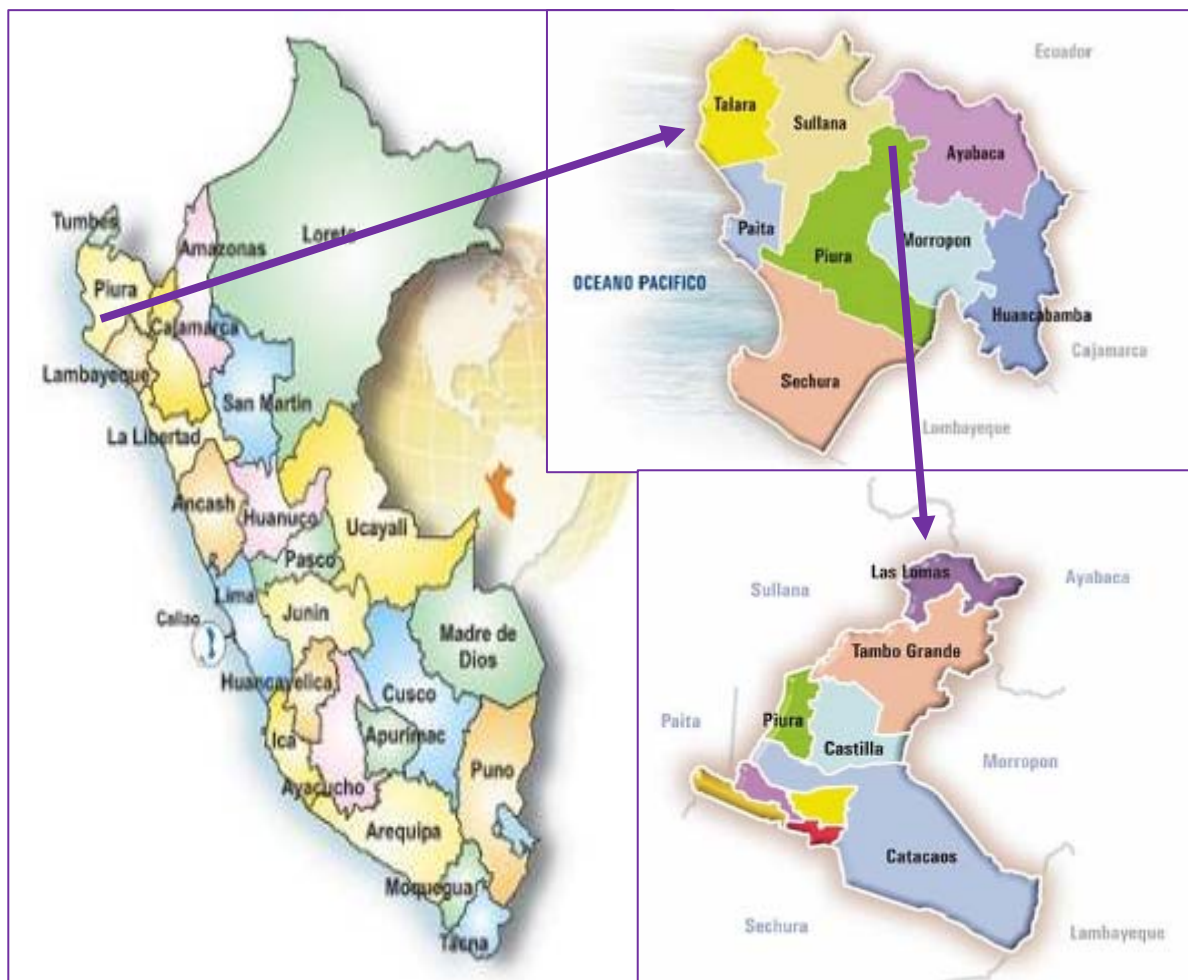 Tumbes
Piura
Amazonas
Loreto
Cajamarca
Lambayeque
San Martin
La Libertad
Ancash
Huanuco
Ucayali
Pasco
Lima
Callao
Junin
Madre de
Dios
Huancavelica
Cusco
Ica
Apurimac
Puno
Ayacucho
Arequipa
Moquegua
Tacna
Ecuador
Talara
Sullana
Ayabaca
Paita
Piura
Morropon
OCEANO PACIFICO
Huancabamba
Cajamarca
Sechura
Lambayeque
Las Lomas
Sullana
Ayabaca
Tambo Grande
Paita
Piura
Castilla
Morropon
Catacaos
Sechura
Lambayeque